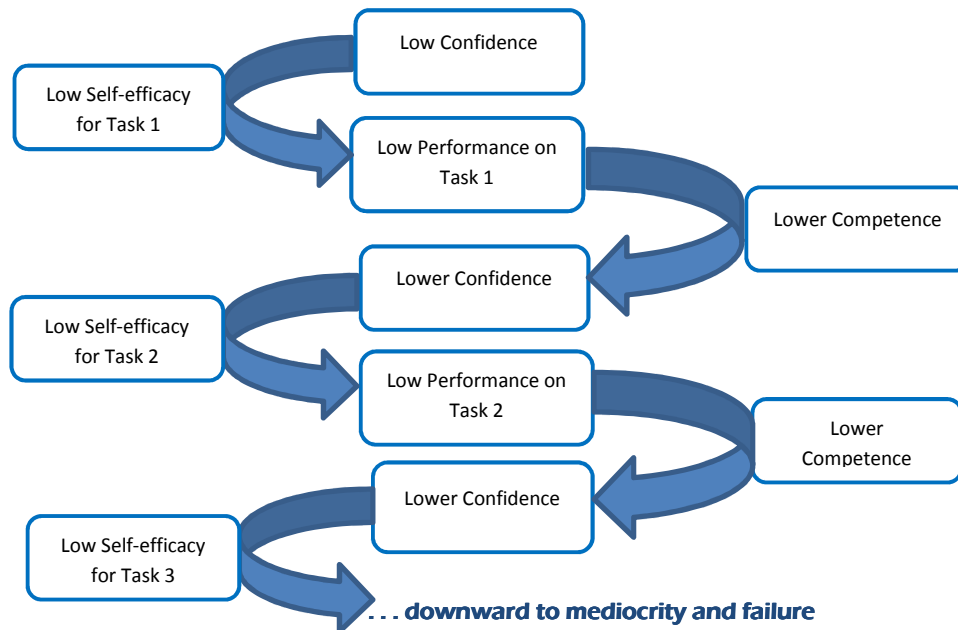 Low Confidence
Low Self-efficacy
for Task 1
Low Performance on
Task 1
Lower Competence
Lower Confidence
Low Self-efficacy
for Task 2
Low Performance on
Task 2
Lower
Competence
Lower Confidence
Low Self-efficacy
for Task 3
. . . downward to mediocrity and failure